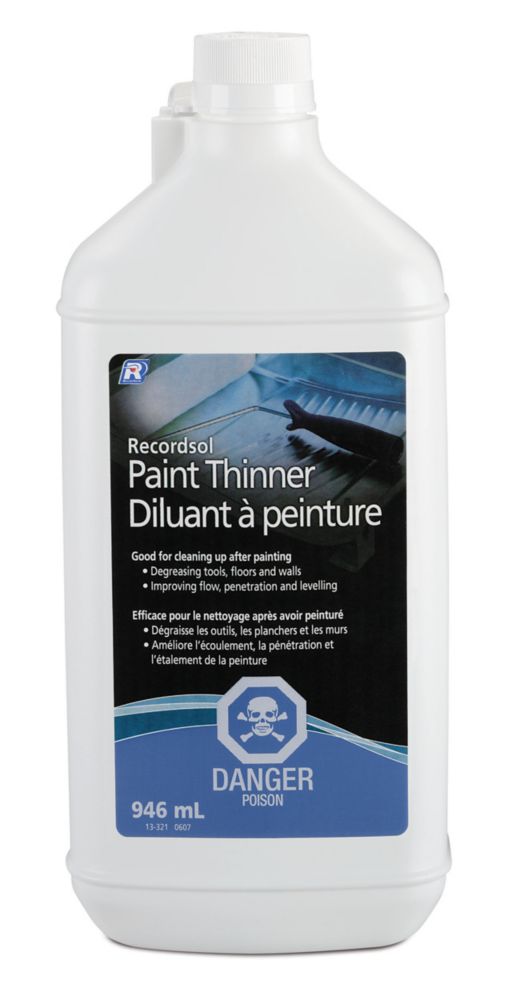 R
Recordsol
Paint Thinner
Diluant à peinture
Good for cleaning up after painting
• Degreasing tools, floors and walls
• Improving flow, penetration and levelling
Efficace pour le nettoyage après avoir peinturé
• Dégraisse les outils, les planchers et les murs
• Améliore l'écoulement, la pénétration et
l'étalement de la peinture
DANGER
POISON
946 mL
13-321 0607